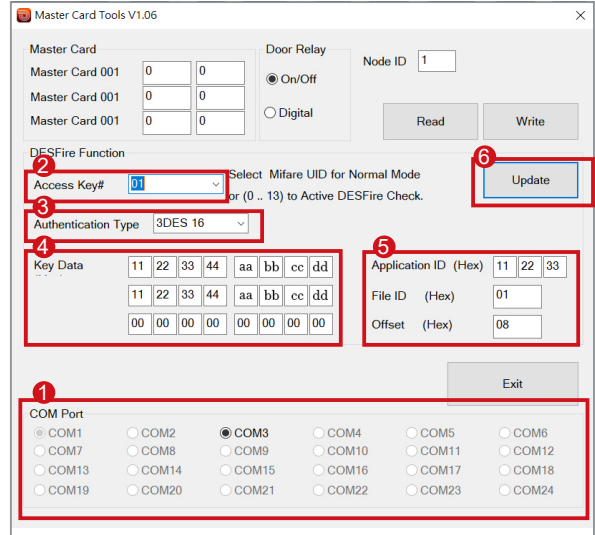 Master Card Tools V1.06
Master Card
Door Relay
Master Card 001 0 0
On/Off
Node ID 1
Master Card 001 0 0
Master Card 001 0 0
Digital
Read
Write
DESFire Function
2
6
Access Key# 01
Select Mifare UID for Normal Mode
or (0 .. 13) to Active DESFire Check.
Update
3
Authentication Type 3DES 16
4
5
Key Data 11 22 33 44 aa bb cc dd
11 22 33 44 aa bb cc dd
00 00 00 00 00 00 00 00
Application ID (Hex) 11 22 33
File ID (Hex) 01
Offset (Hex) 08
Exit
1
COM Port
COM1 COM2 COM3 COM4 COM5 COM6
COM7 COM8 COM9 COM10 COM11 COM12
COM13 COM14 COM15 COM16 COM17 COM18
COM19 COM20 COM21 COM22 COM23 COM24